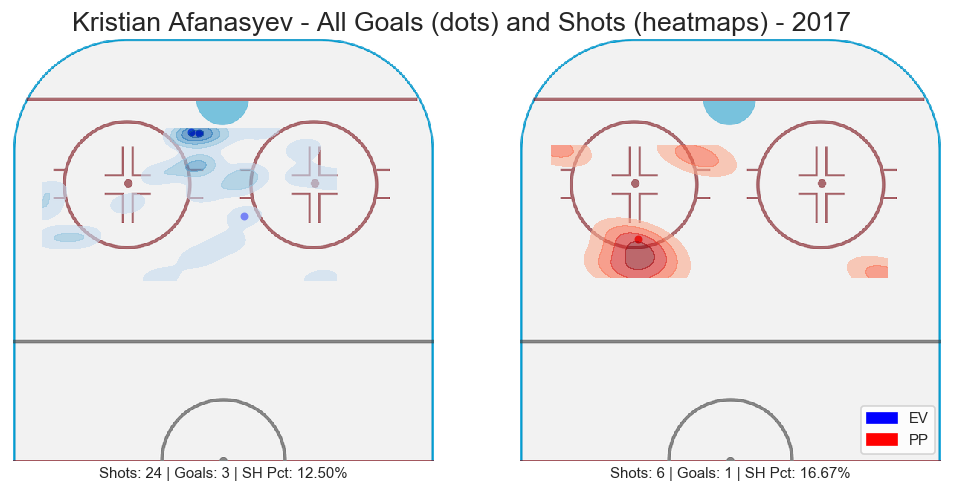 Kristian Afanasyev - All Goals (dots) and Shots (heatmaps) - 2017
EV
PP
Shots: 24 | Goals: 3 | SH Pct: 12.50%
Shots: 6 | Goals: 1 | SH Pct: 16.67%